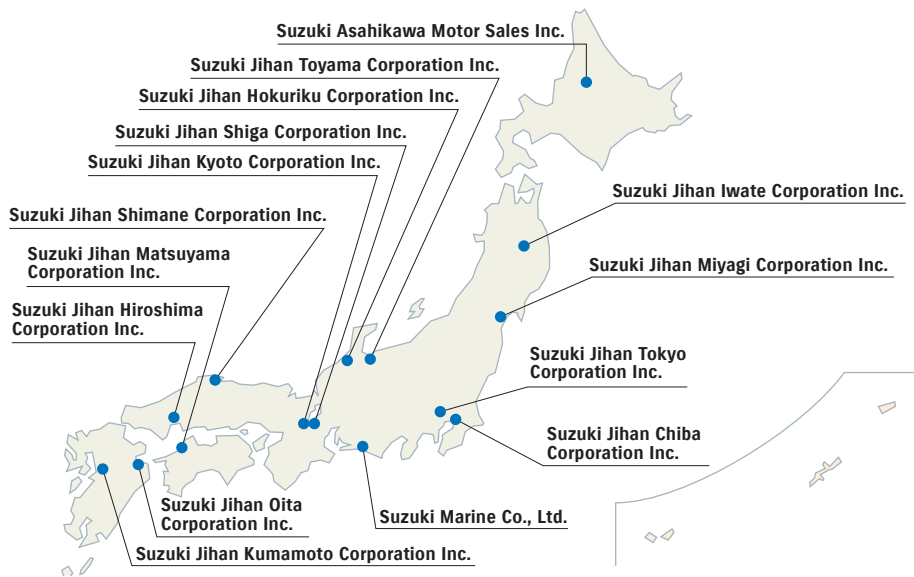 Suzuki Asahikawa Motor Sales Inc.
Suzuki Jihan Toyama Corporation Inc.
Suzuki Jihan Hokuriku Corporation Inc.
Suzuki Jihan Shiga Corporation Inc.
Suzuki Jihan Kyoto Corporation Inc.
Suzuki Jihan Iwate Corporation Inc.
Suzuki Jihan Shimane Corporation Inc.
Suzuki Jihan Matsuyama
Corporation Inc.
Suzuki Jihan Miyagi Corporation Inc.
Suzuki Jihan Hiroshima
Corporation Inc.
Suzuki Jihan Tokyo
Corporation Inc.
Suzuki Jihan Chiba
Corporation Inc.
Suzuki Jihan Oita
Corporation Inc.
Suzuki Marine Co., Ltd.
Suzuki Jihan Kumamoto Corporation Inc.